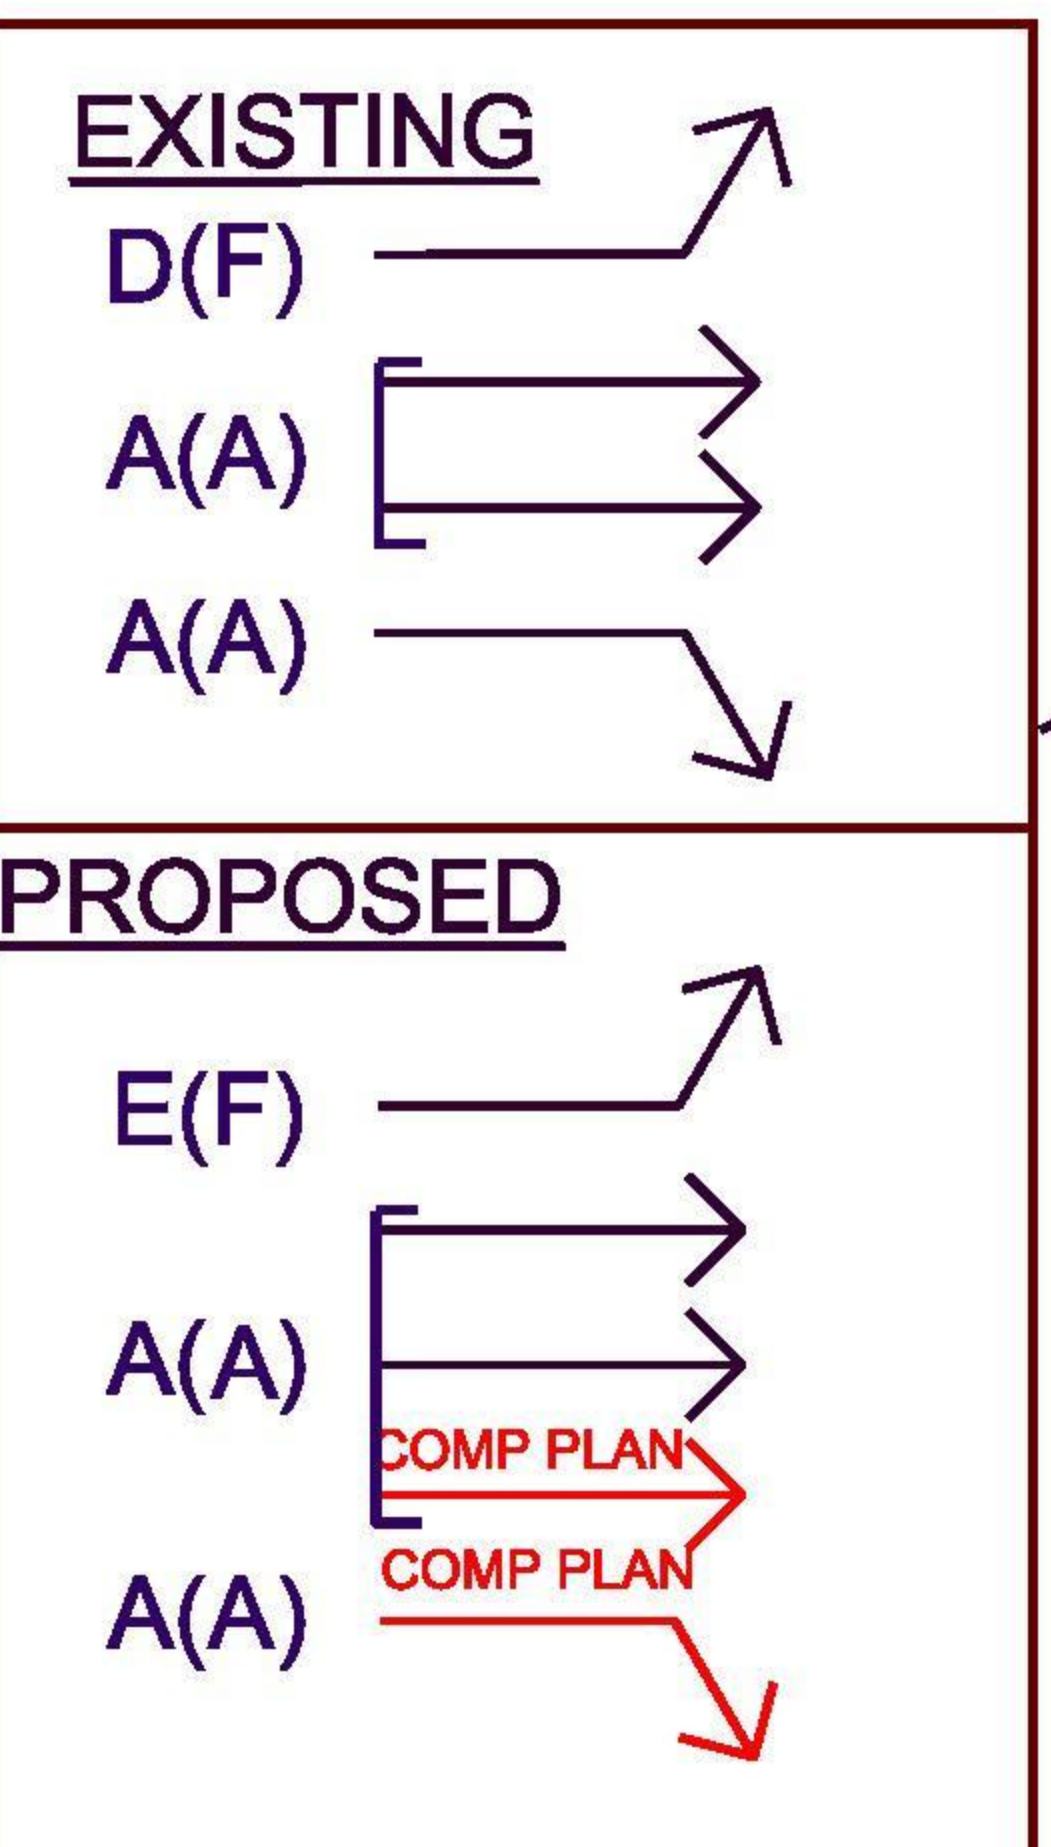 EXISTING
D(F)
A(A)
A(A)
PROPOSED
E(F)
A(A)
COMP PLAN
COMP PLAN
A(A)